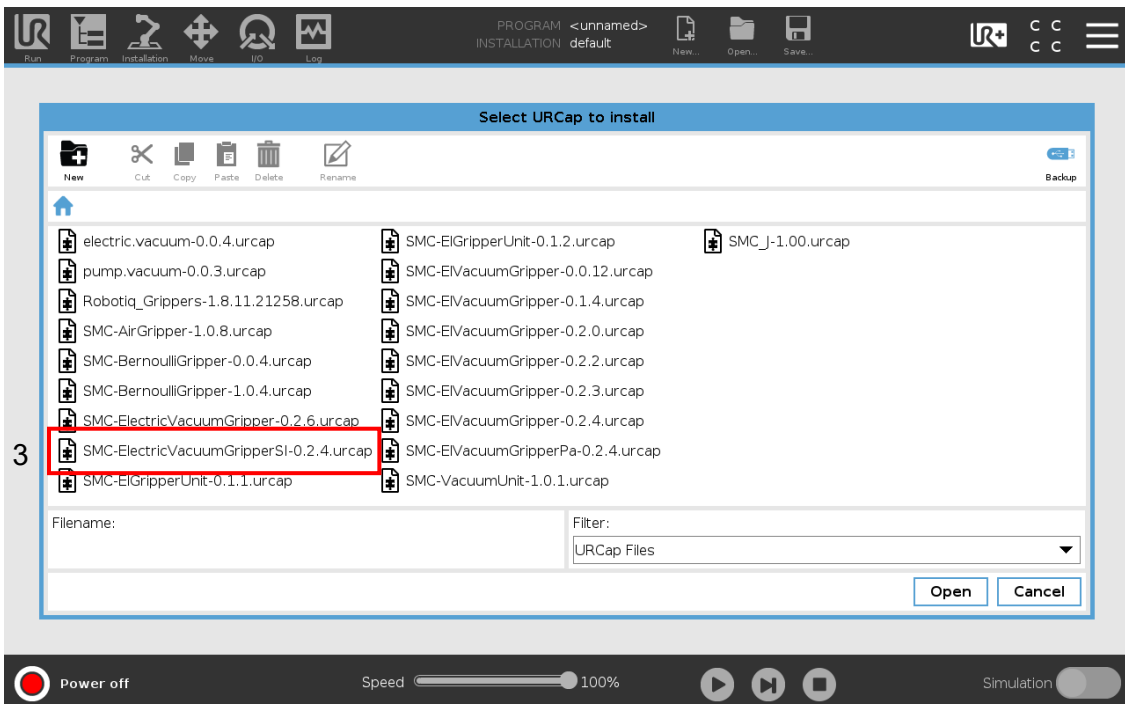 PROGRAM <unnamed>
INSTALLATION default
UR
UR+
C C
C C
Run
Program
Installation
Move
I/O
Log
New...
Open...
Save...
Select URCap to install
New
Cut
Copy
Paste
Delete
Rename
Backup
electric.vacuum-0.0.4.urcap
pump.vacuum-0.0.3.urcap
Robotiq_Grippers-1.8.11.21258.urcap
SMC-AirGripper-1.0.8.urcap
SMC-BernoulliGripper-0.0.4.urcap
SMC-BernoulliGripper-1.0.4.urcap
SMC-ElectricVacuumGripper-0.2.6.urcap
3
SMC-ElectricVacuumGripperSI-0.2.4.urcap
SMC-ElGripperUnit-0.1.1.urcap
SMC-ElGripperUnit-0.1.2.urcap
SMC-ElVacuumGripper-0.0.12.urcap
SMC-ElVacuumGripper-0.1.4.urcap
SMC-ElVacuumGripper-0.2.0.urcap
SMC-ElVacuumGripper-0.2.2.urcap
SMC-ElVacuumGripper-0.2.3.urcap
SMC-ElVacuumGripper-0.2.4.urcap
SMC-ElVacuumGripperPa-0.2.4.urcap
SMC-VacuumUnit-1.0.1.urcap
SMC_J-1.00.urcap
Filename:
Filter:
URCap Files
Open
Cancel
Power off
Speed
100%
Simulation